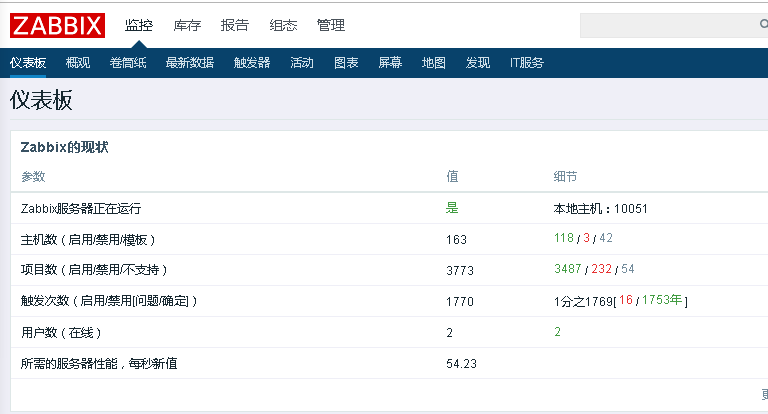 ZABBIX 监控 库存 报告 组态 管理
仪表板 概观 卷筒纸 最新数据 触发器 活动 图表 屏幕 地图 发现 IT服务
仪表板
Zabbix的现状
参数 值 细节
Zabbix服务器正在运行 是 本地主机：10051
主机数（启用/禁用/模板） 163 118 / 3 / 42
项目数（启用/禁用/不支持） 3773 3487 / 232 / 54
触发次数（启用/禁用[问题/确定]） 1770 1分之1769[ 16 / 1753年 ]
用户数（在线） 2 2
所需的服务器性能，每秒新值 54.23